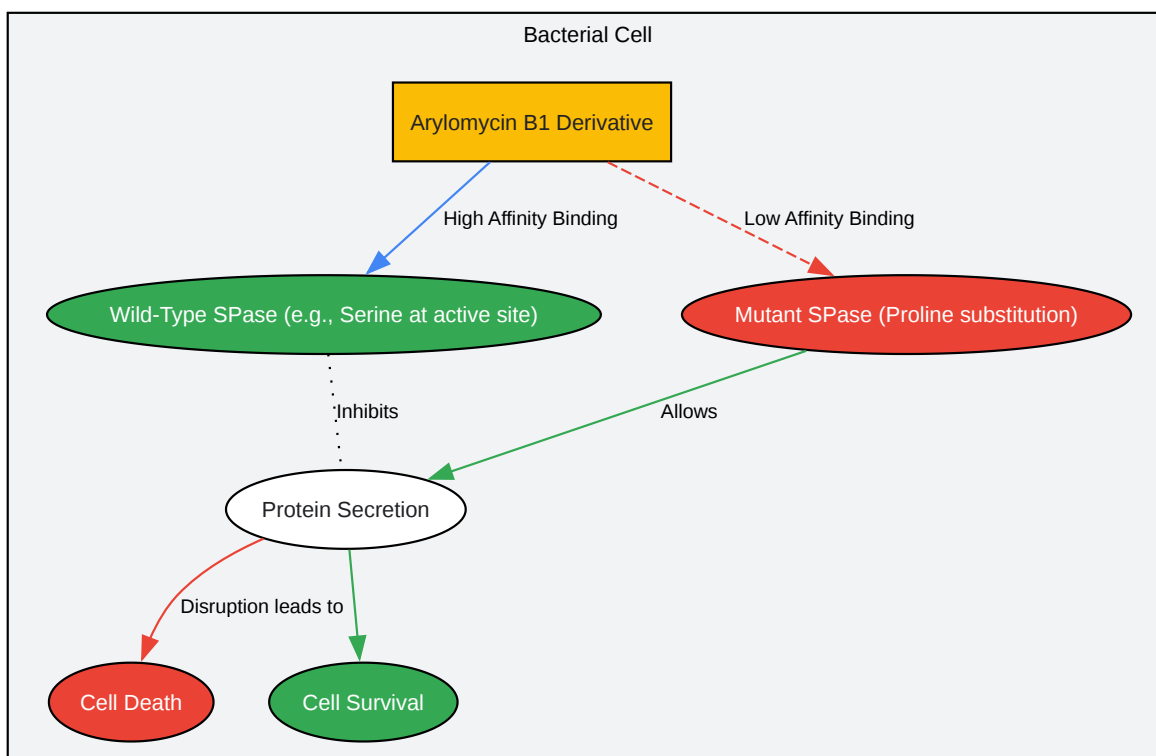 Bacterial Cell
Arylomycin B1 Derivative
High Affinity Binding
Low Affinity Binding
Wild-Type SPase (e.g., Serine at active site)
Mutant SPase (Proline substitution)
Inhibits
Allows
Protein Secretion
Disruption leads to
Cell Death
Cell Survival